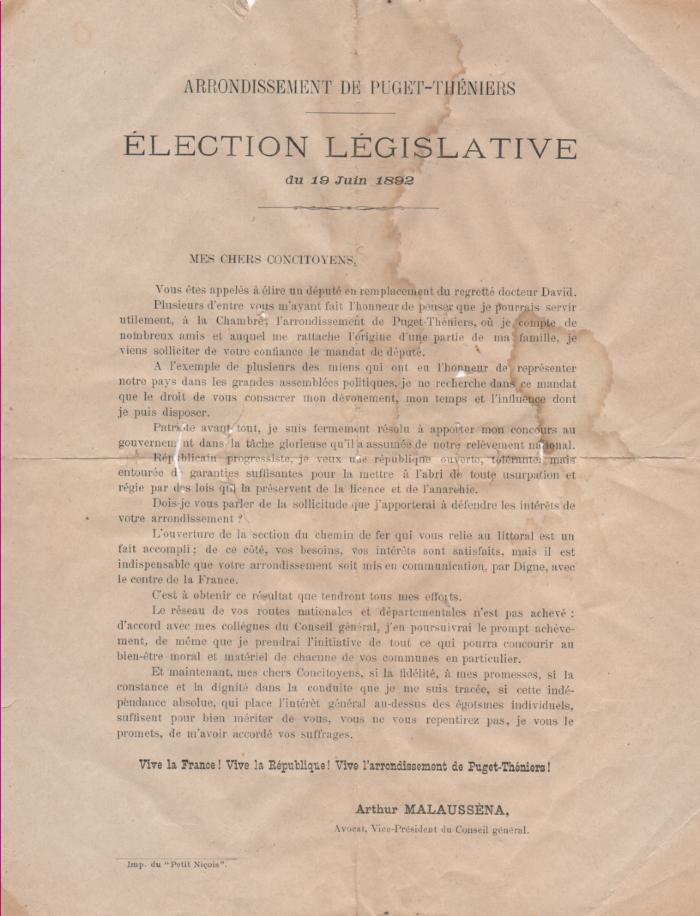 ARRONDISSEMENT DE PUGET-THÉNIERS
ÉLECTION LÉGISLATIVE
du 19 Juin 1892
MES CHERS CONCITOYENS,
Vous êtes appelés à élire un député en remplacement du regretté docteur David.
Plusieurs d'entre vous m'ayant fait l'honneur de penser que je pourrais servir
utilement, à la Chambre, l'arrondissement de Puget-Théniers, où je compte de
nombreux amis et auquel me rattache l'origine d'une partie de ma famille, je
viens solliciter de votre confiance le mandat de député.
A l'exemple de plusieurs des miens qui ont eu l'honneur de représenter
notre pays dans les grandes assemblées politiques, je ne recherche dans ce mandat
que le droit de vous consacrer mon dévouement, mon temps et l'influence dont
je puis disposer.
Patriote avant tout, je suis fermement résolu à apporter mon concours au
gouvernement dans la tâche glorieuse qu'il a assumée de notre relèvement national.
Républicain progressiste, je veux une république ouverte, tolérante, mais
entourée de garanties suffisantes pour la mettre à l'abri de toute usurpation et
régie par des lois qui la préservent de la licence et de l'anarchie.
Dois-je vous parler de la sollicitude que j'apporterai à défendre les intérêts de
votre arrondissement ?
L'ouverture de la section du chemin de fer qui vous relie au littoral est un
fait accompli ; de ce côté, vos besoins, vos intérêts sont satisfaits, mais il est
indispensable que votre arrondissement soit mis en communication, par Digne, avec
le centre de la France.
C'est à obtenir ce résultat que tendront tous mes efforts.
Le réseau de vos routes nationales et départementales n'est pas achevé ;
d'accord avec mes collègues du Conseil général, j'en poursuivrai le prompt achève-
ment, de même que je prendrai l'initiative de tout ce qui pourra concourir au
bien-être moral et matériel de chacune de vos communes en particulier.
Et maintenant, mes chers Concitoyens, si la fidélité, à mes promesses, si la
constance et la dignité dans la conduite que je me suis tracée, si cette indé-
pendance absolue, qui place l'intérêt général au-dessus des égoïsmes individuels,
suffisent pour bien mériter de vous, vous ne vous repentirez pas, je vous le
promets, de m'avoir accordé vos suffrages.
Vive la France ! Vive la République ! Vive l'arrondissement de Puget-Théniers !
Arthur MALAUSSÈNA,
Avocat, Vice-Président du Conseil général.
Imp. du "Petit Niçois".